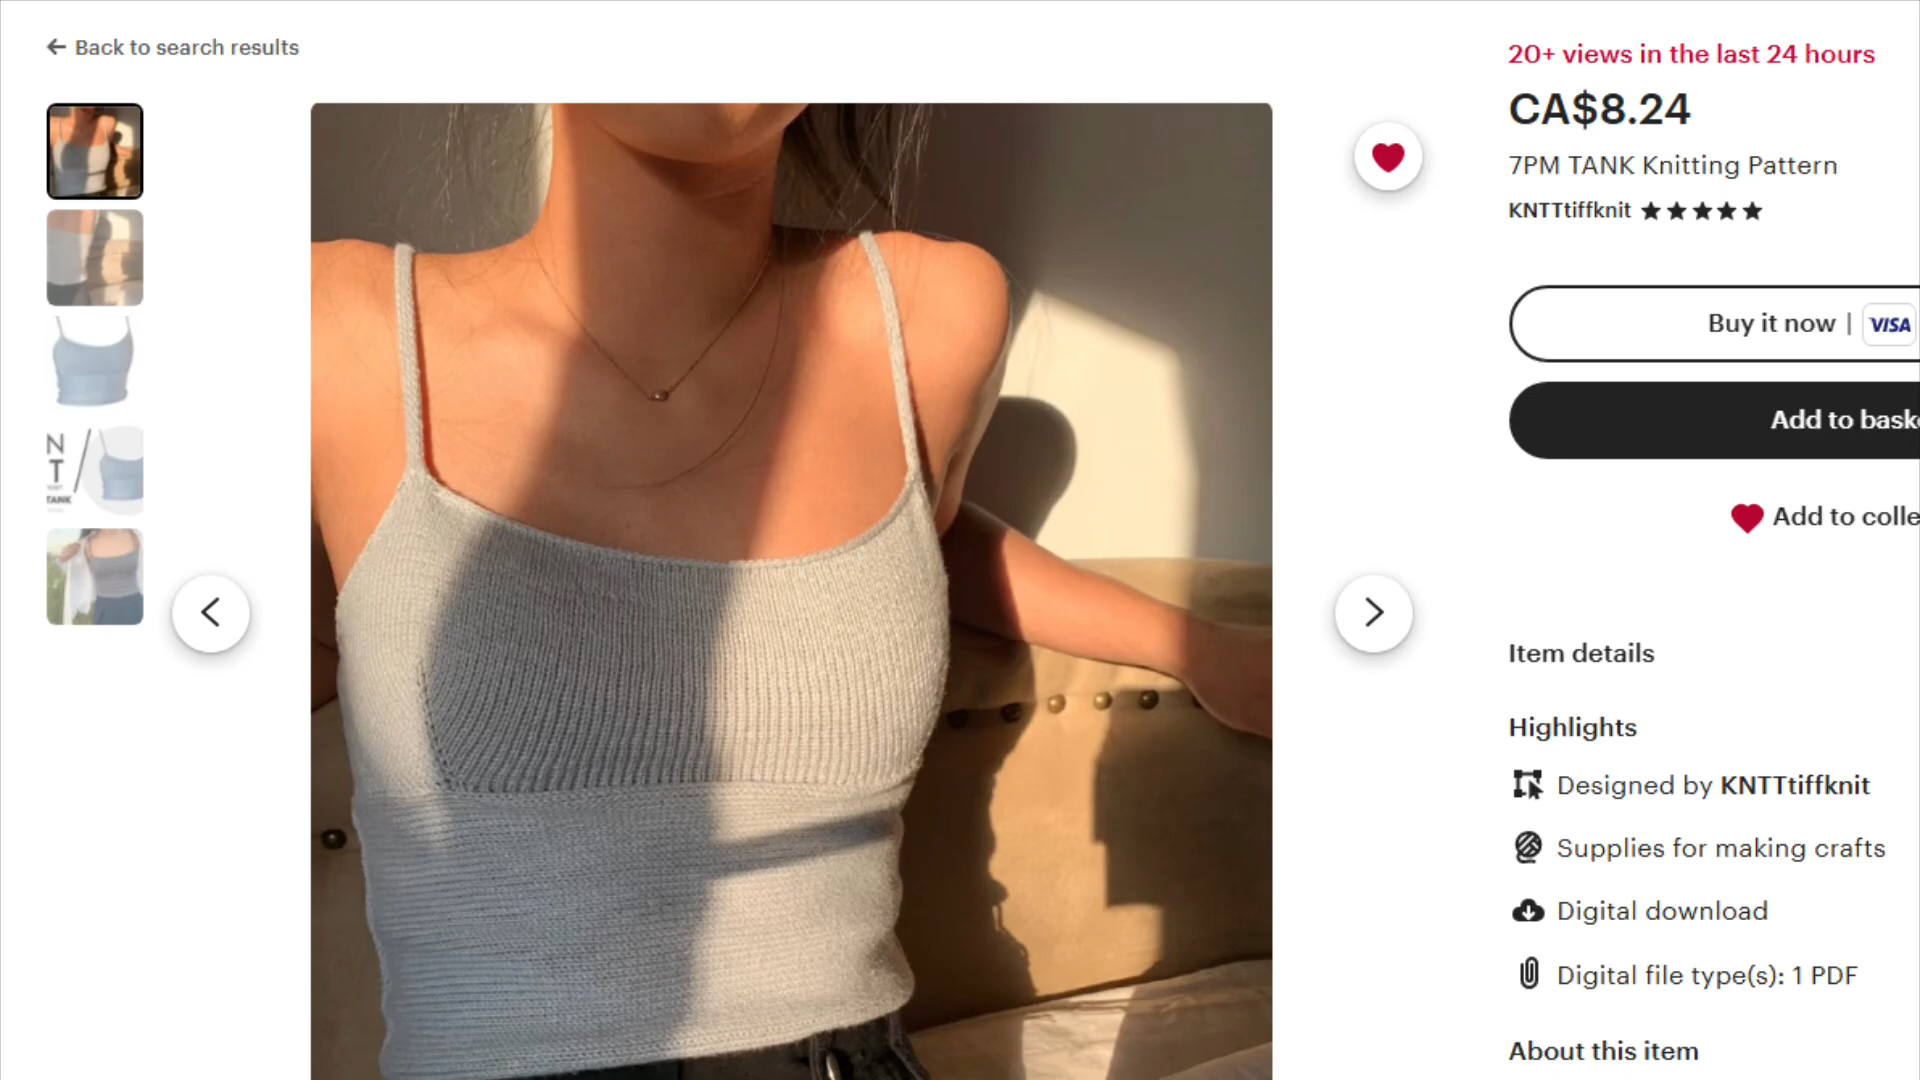 Back to search results
20+ views in the last 24 hours
CA$8.24
7PM TANK Knitting Pattern
KNTTtiffknit
Buy it now | VISA
Add to bask
Add to colle
Item details
Highlights
Designed by KNTTtiffknit
Supplies for making crafts
Digital download
Digital file type(s): 1 PDF
About this item
N
T
TANK